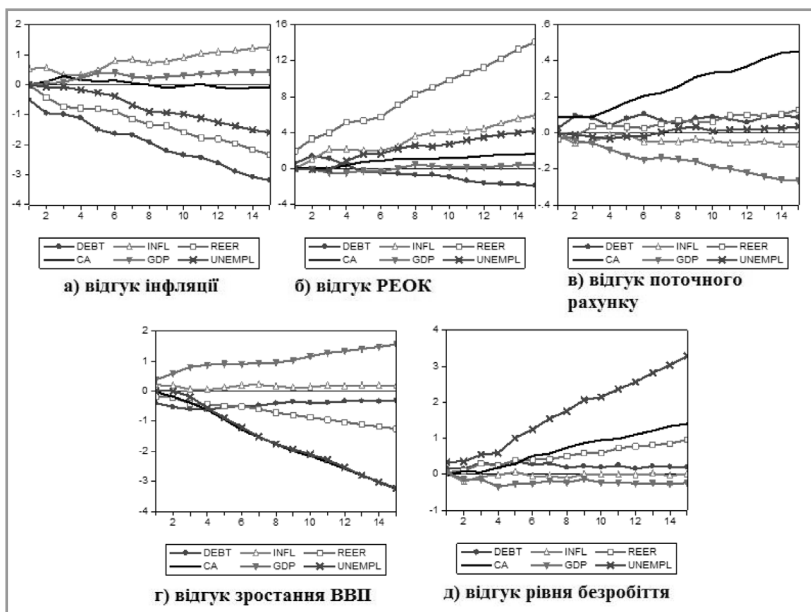 2
1
0
-1
-2
-3
-4
2 4 6 8 10 12 14
DEBT INFL REER
CA GDP UNEMPL
а) відгук інфляції
16
12
8
4
0
-4
2 4 6 8 10 12 14
DEBT INFL REER
CA GDP UNEMPL
б) відгук РЕОК
.6
.4
.2
.0
-.2
-.4
2 4 6 8 10 12 14
DEBT INFL REER
CA GDP UNEMPL
в) відгук поточного
рахунку
2
1
0
-1
-2
-3
-4
2 4 6 8 10 12 14
DEBT INFL REER
CA GDP UNEMPL
г) відгук зростання ВВП
4
3
2
1
0
-1
2 4 6 8 10 12 14
DEBT INFL REER
CA GDP UNEMPL
д) відгук рівня безробіття